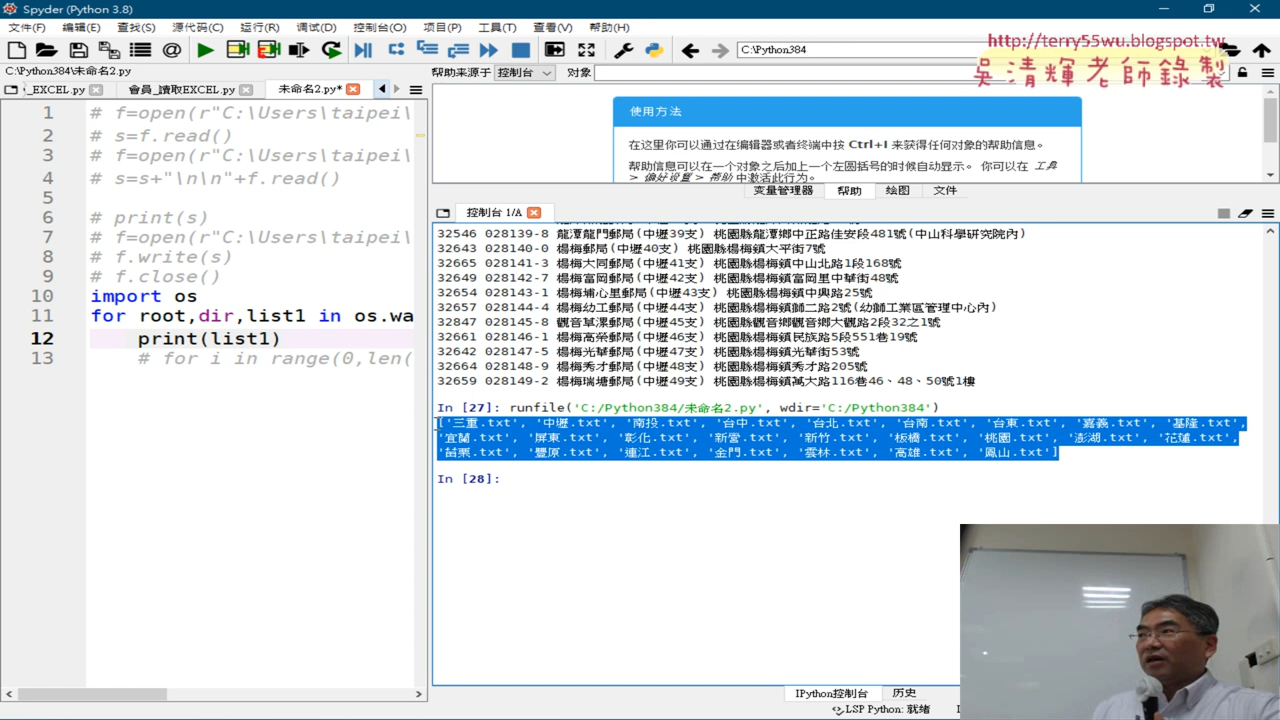 Spyder (Python 3.8)
文件(F) 编辑(E) 查找(S) 源代码(C) 运行(R) 调试(D) 控制台(O) 项目(P) 工具(T) 查看(V) 帮助(H)
C:\Python384
http://terry55wu.blogspot.tw
吳清輝老師錄製
C:\Python384\未命名2.py
帮助来源于 控制台 对象
_EXCEL.py 會員_讀取EXCEL.py 未命名2.py*
1 # f=open(r"C:\Users\taipei\
2 # s=f.read()
3 # f=open(r"C:\Users\taipei\
4 # s=s+"\n\n"+f.read()
5
6 # print(s)
7 # f=open(r"C:\Users\taipei\
8 # f.write(s)
9 # f.close()
10 import os
11 for root,dir,list1 in os.wa
12 print(list1)
13 # for i in range(0,len(
使用方法
在这里你可以通过在编辑器或者终端中按 Ctrl+I 来获得任何对象的帮助信息。
帮助信息可以在一个对象之后加上一个左圆括号的时候自动显示。 你可以在 工具
> 偏好设置 > 帮助 中激活此行为。
变量管理器 帮助 绘图 文件
控制台 1/A
32546 028139-8 龍潭龍門郵局(中壢39支) 桃園縣龍潭鄉中正路佳安段481號(中山科學研究院內)
32643 028140-0 楊梅郵局(中壢40支) 桃園縣楊梅鎮大平街7號
32665 028141-3 楊梅大同郵局(中壢41支) 桃園縣楊梅鎮中山北路1段168號
32649 028142-7 楊梅富岡郵局(中壢42支) 桃園縣楊梅鎮富岡里中華街48號
32654 028143-1 楊梅埔心里郵局(中壢43支) 桃園縣楊梅鎮中興路25號
32657 028144-4 楊梅幼工郵局(中壢44支) 桃園縣楊梅鎮獅二路2號(幼獅工業區管理中心內)
32847 028145-8 觀音草漯郵局(中壢45支) 桃園縣觀音鄉觀音鄉大觀路2段32之1號
32661 028146-1 楊梅高榮郵局(中壢46支) 桃園縣楊梅鎮民族路5段551巷19號
32642 028147-5 楊梅光華郵局(中壢47支) 桃園縣楊梅鎮光華街53號
32664 028148-9 楊梅秀才郵局(中壢48支) 桃園縣楊梅鎮秀才路205號
32659 028149-2 楊梅瑞塘郵局(中壢49支) 桃園縣楊梅鎮萬大路116巷46、48、50號1樓
In [27]: runfile('C:/Python384/未命名2.py', wdir='C:/Python384')
['三重.txt', '中壢.txt', '南投.txt', '台中.txt', '台北.txt', '台南.txt', '台東.txt', '嘉義.txt', '基隆.txt',
'宜蘭.txt', '屏東.txt', '彰化.txt', '新營.txt', '新竹.txt', '板橋.txt', '桃園.txt', '澎湖.txt', '花蓮.txt',
'苗栗.txt', '豐原.txt', '連江.txt', '金門.txt', '雲林.txt', '高雄.txt', '鳳山.txt']
In [28]:
IPython控制台 历史
LSP Python: 就绪